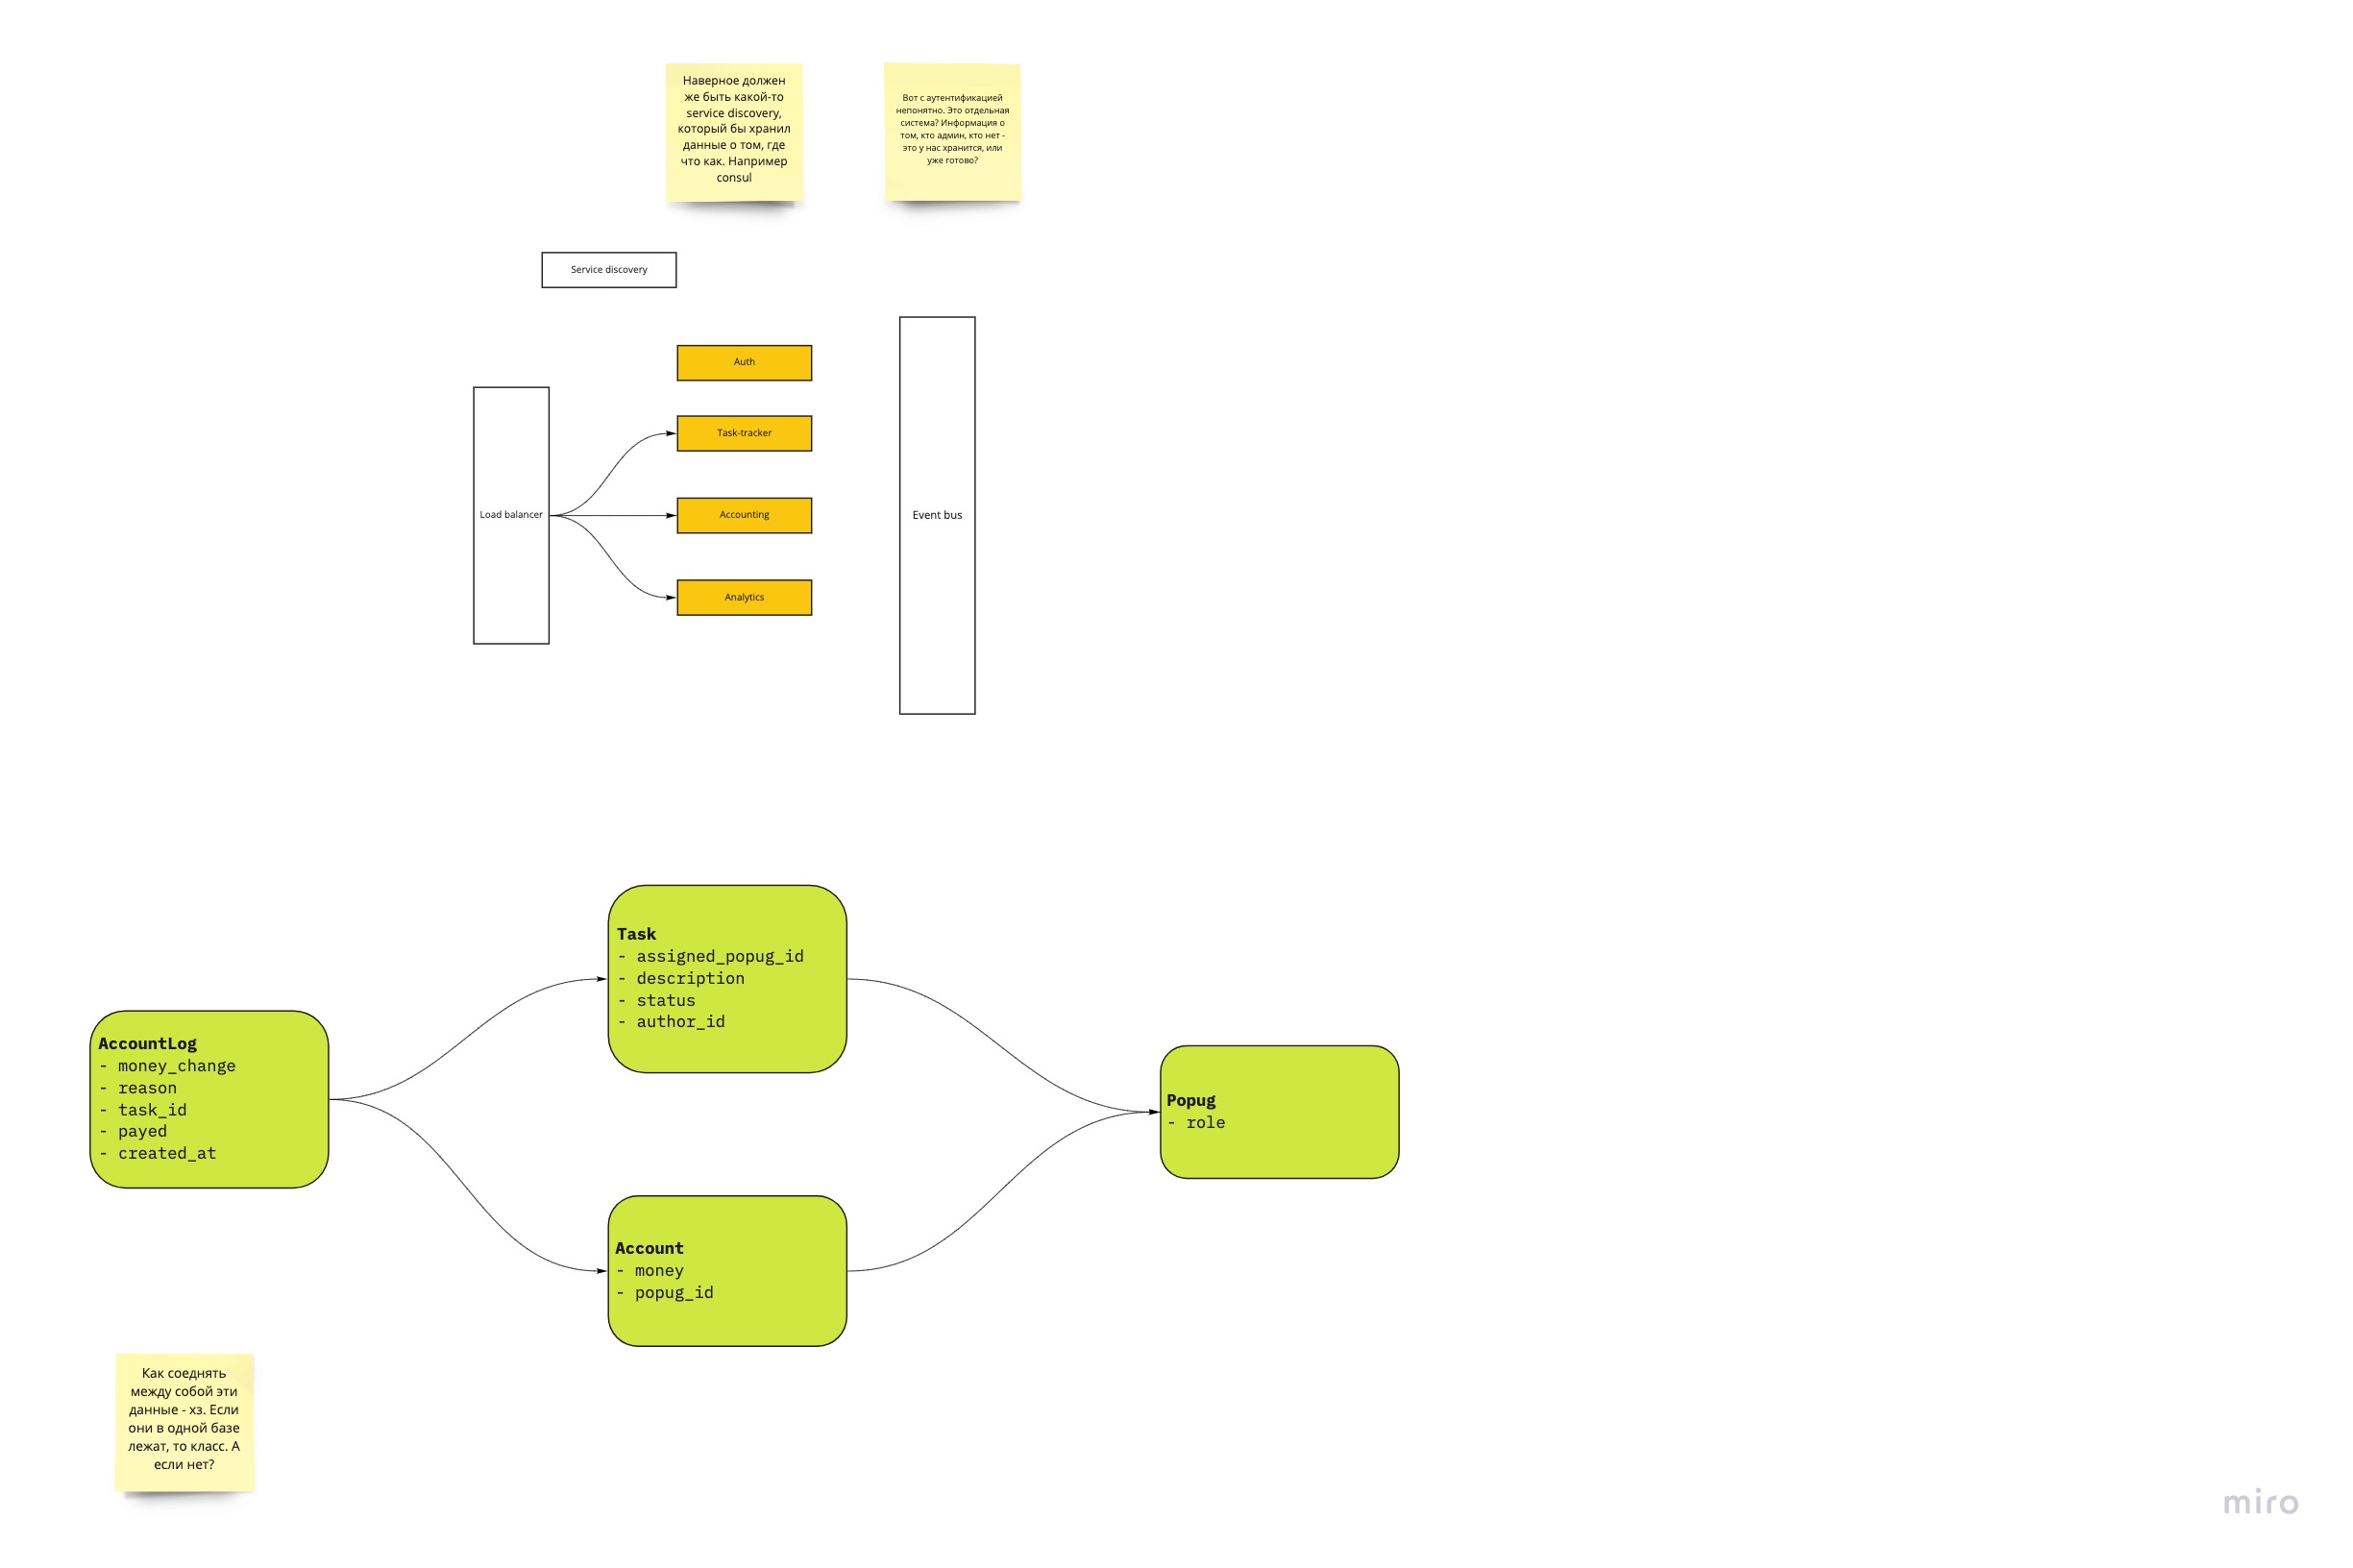 Наверное должен
же быть какой-то
service discovery,
который бы хранил
данные о том, где
что как. Например
consul
Вот с аутентификацией
непонятно. Это отдельная
система? Информация о
том, кто админ, кто нет -
это у нас хранится, или
уже готово?
Service discovery
Auth
Task-tracker
Load balancer
Accounting
Event bus
Analytics
Task
- assigned_popug_id
- description
- status
- author_id
AccountLog
- money_change
- reason
- task_id
- payed
- created_at
Popug
- role
Account
- money
- popug_id
Как соеднять
между собой эти
данные - хз. Если
они в одной базе
лежат, то класс. А
если нет?
miro